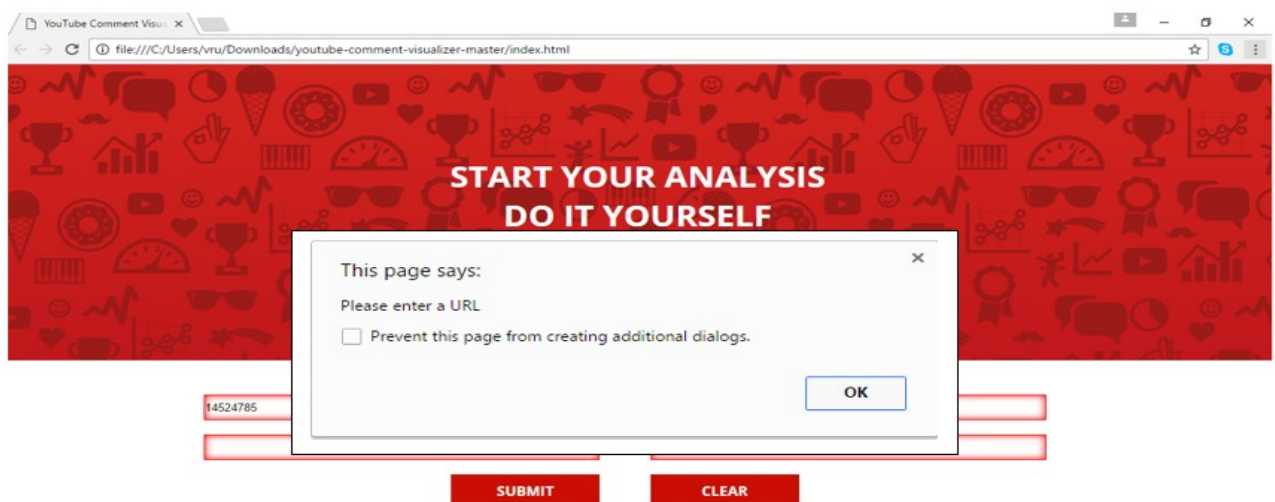 YouTube Comment Visu
file:///C:/Users/vru/Downloads/youtube-comment-visualizer-master/index.html
START YOUR ANALYSIS
DO IT YOURSELF
This page says:
Please enter a URL
Prevent this page from creating additional dialogs.
OK
14524785
SUBMIT
CLEAR